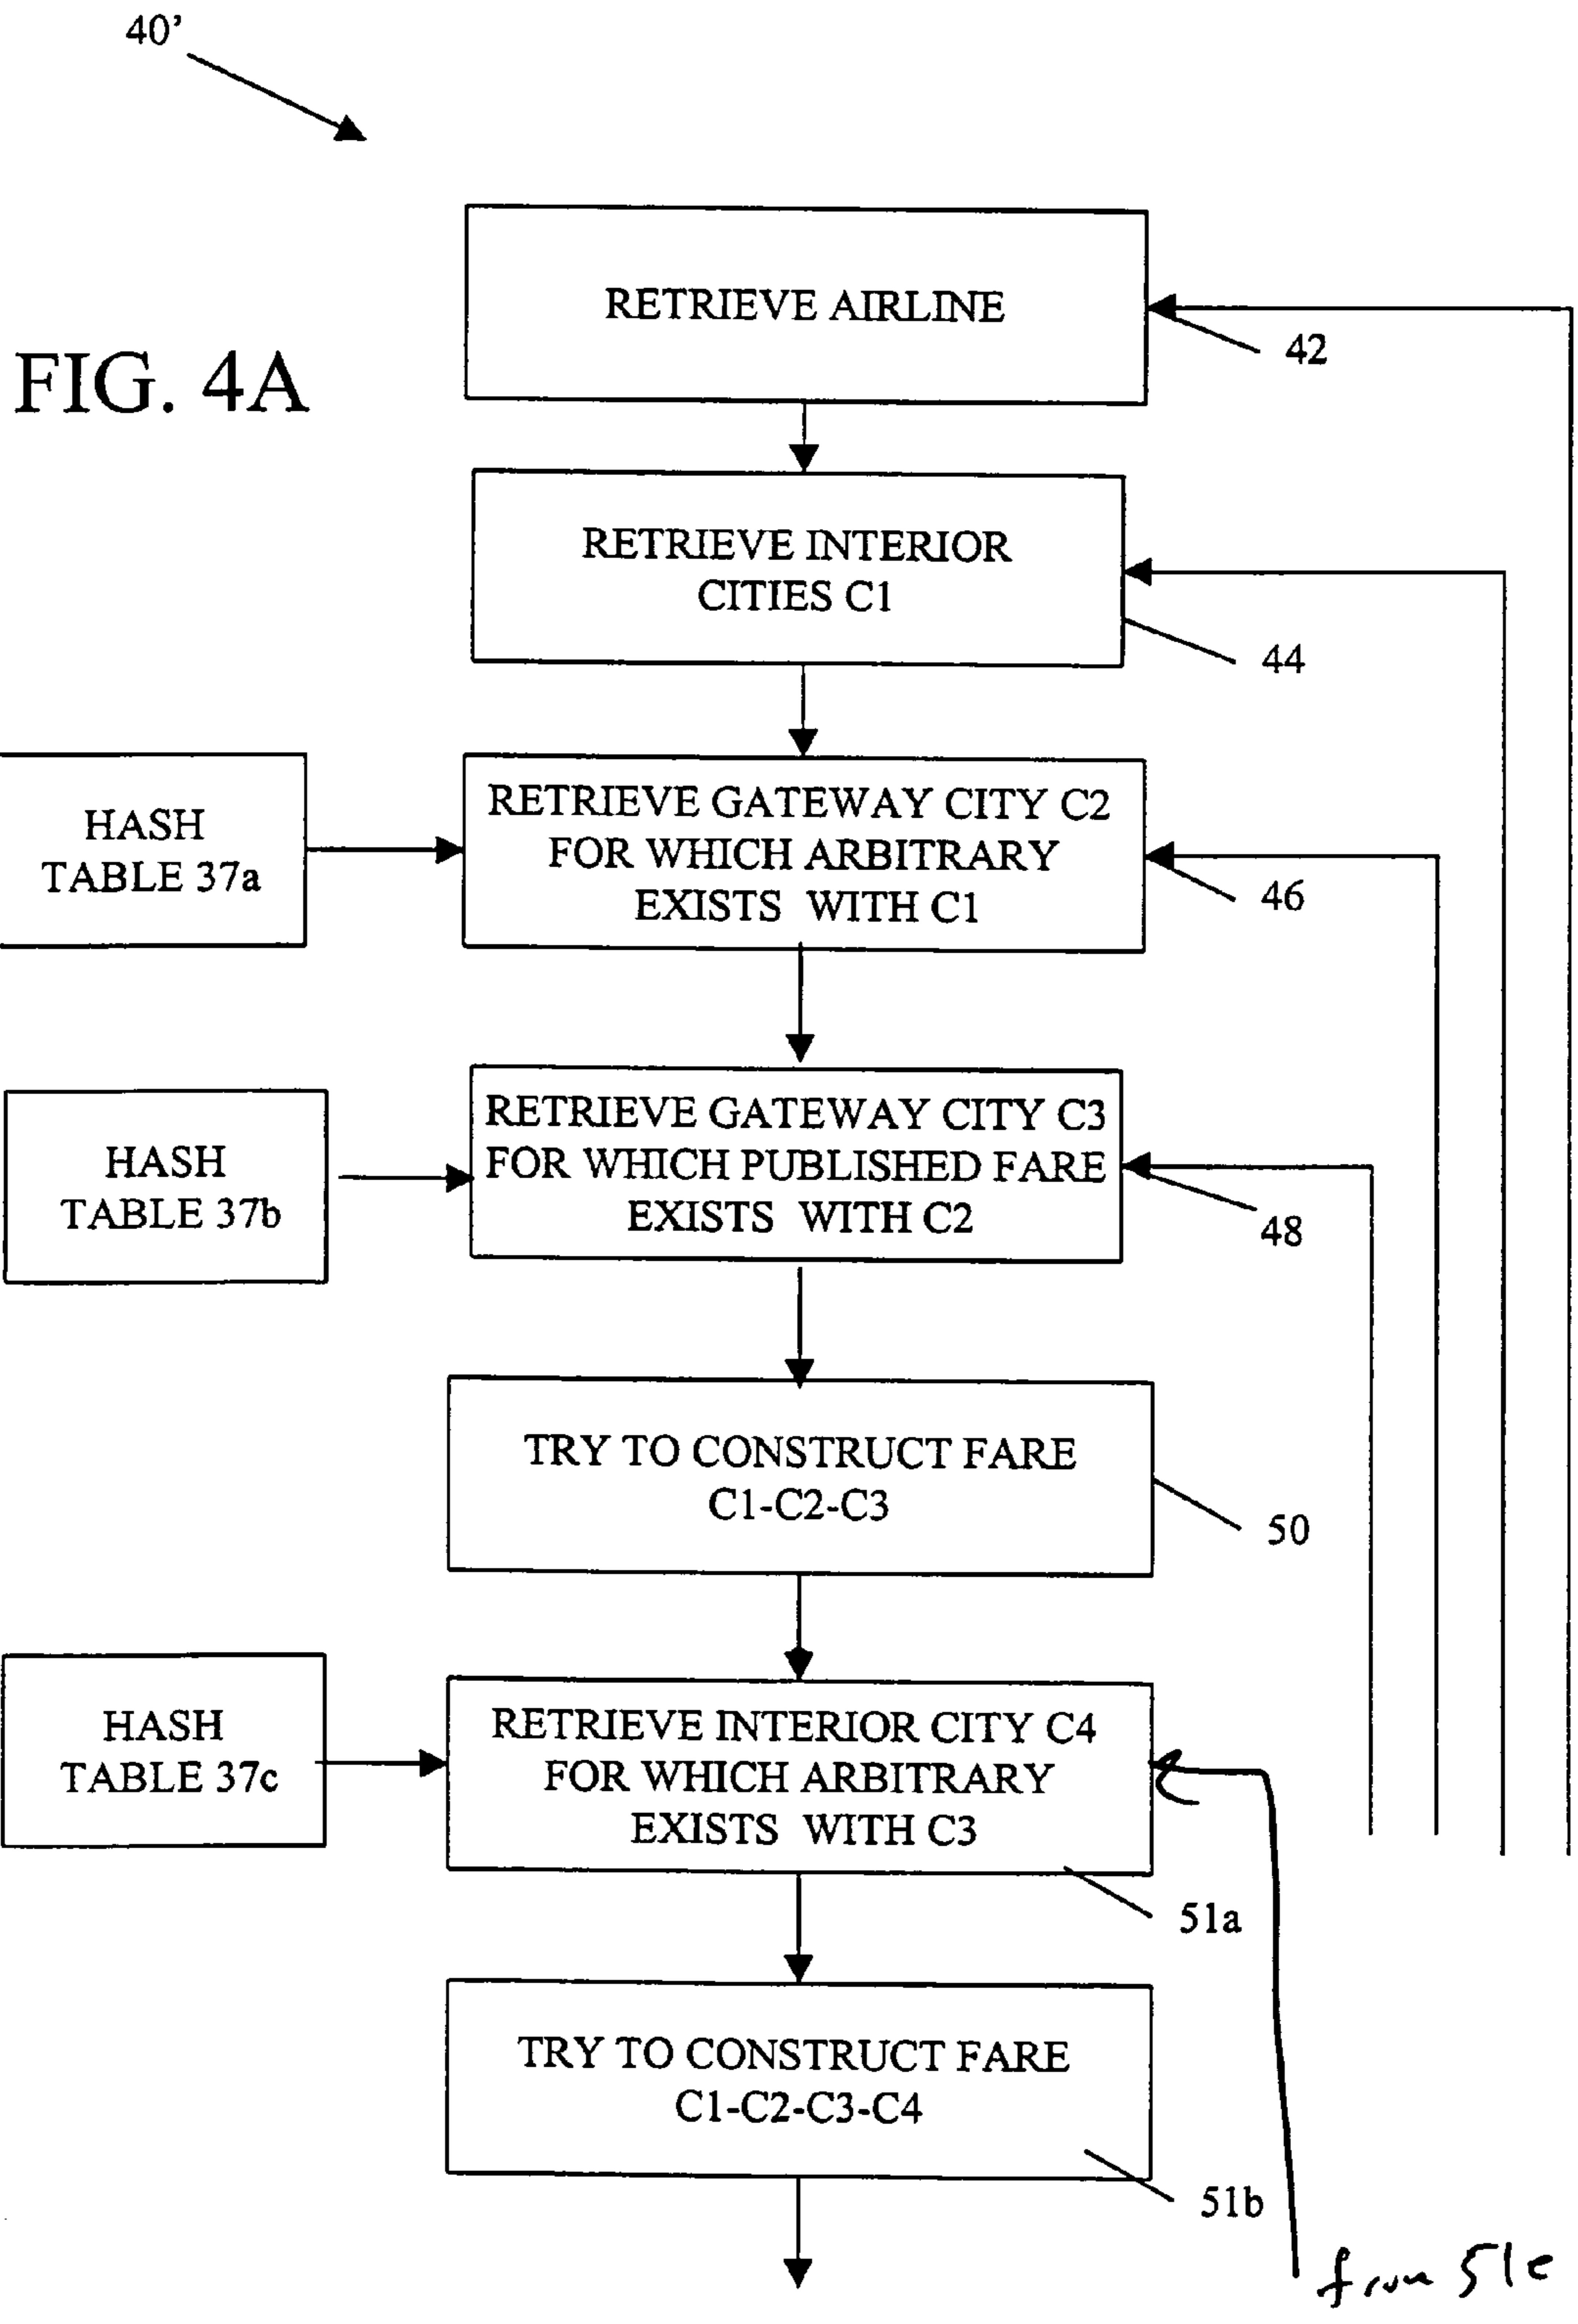 40'
FIG. 4A
RETRIEVE AIRLINE
42
RETRIEVE INTERIOR
CITIES C1
44
HASH
TABLE 37a
RETRIEVE GATEWAY CITY C2
FOR WHICH ARBITRARY
EXISTS WITH C1
46
HASH
TABLE 37b
RETRIEVE GATEWAY CITY C3
FOR WHICH PUBLISHED FARE
EXISTS WITH C2
48
TRY TO CONSTRUCT FARE
C1-C2-C3
50
HASH
TABLE 37c
RETRIEVE INTERIOR CITY C4
FOR WHICH ARBITRARY
EXISTS WITH C3
51a
TRY TO CONSTRUCT FARE
C1-C2-C3-C4
51b
from 51e